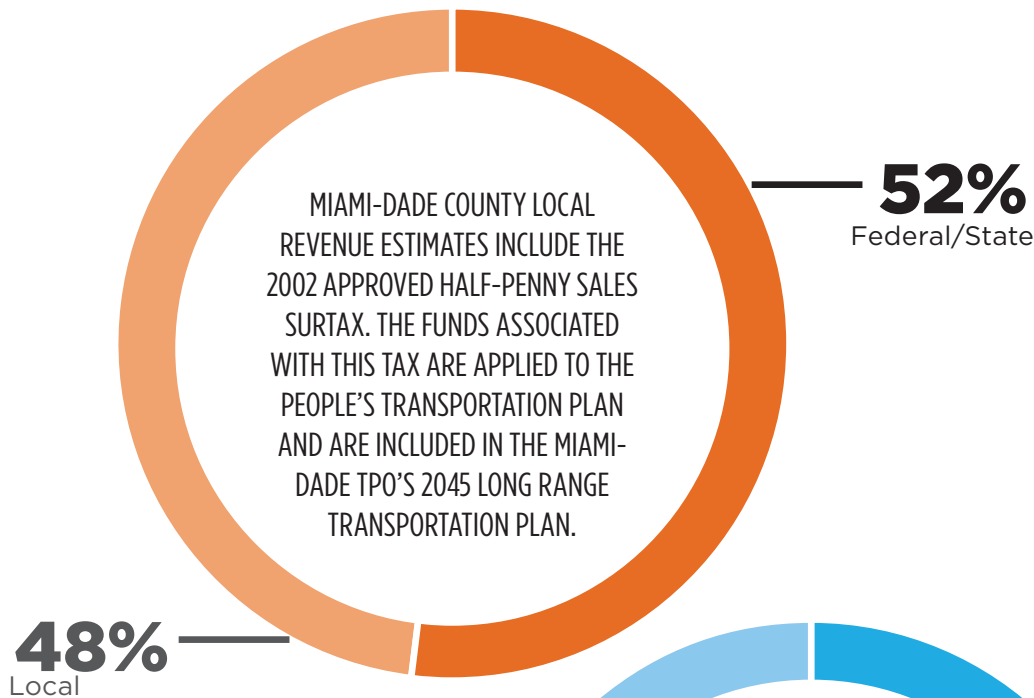 MIAMI-DADE COUNTY LOCAL
REVENUE ESTIMATES INCLUDE THE
2002 APPROVED HALF-PENNY SALES
SURTAX. THE FUNDS ASSOCIATED
WITH THIS TAX ARE APPLIED TO THE
PEOPLE’S TRANSPORTATION PLAN
AND ARE INCLUDED IN THE MIAMI-
DADE TPO’S 2045 LONG RANGE
TRANSPORTATION PLAN.
52%
Federal/State
48%
Local